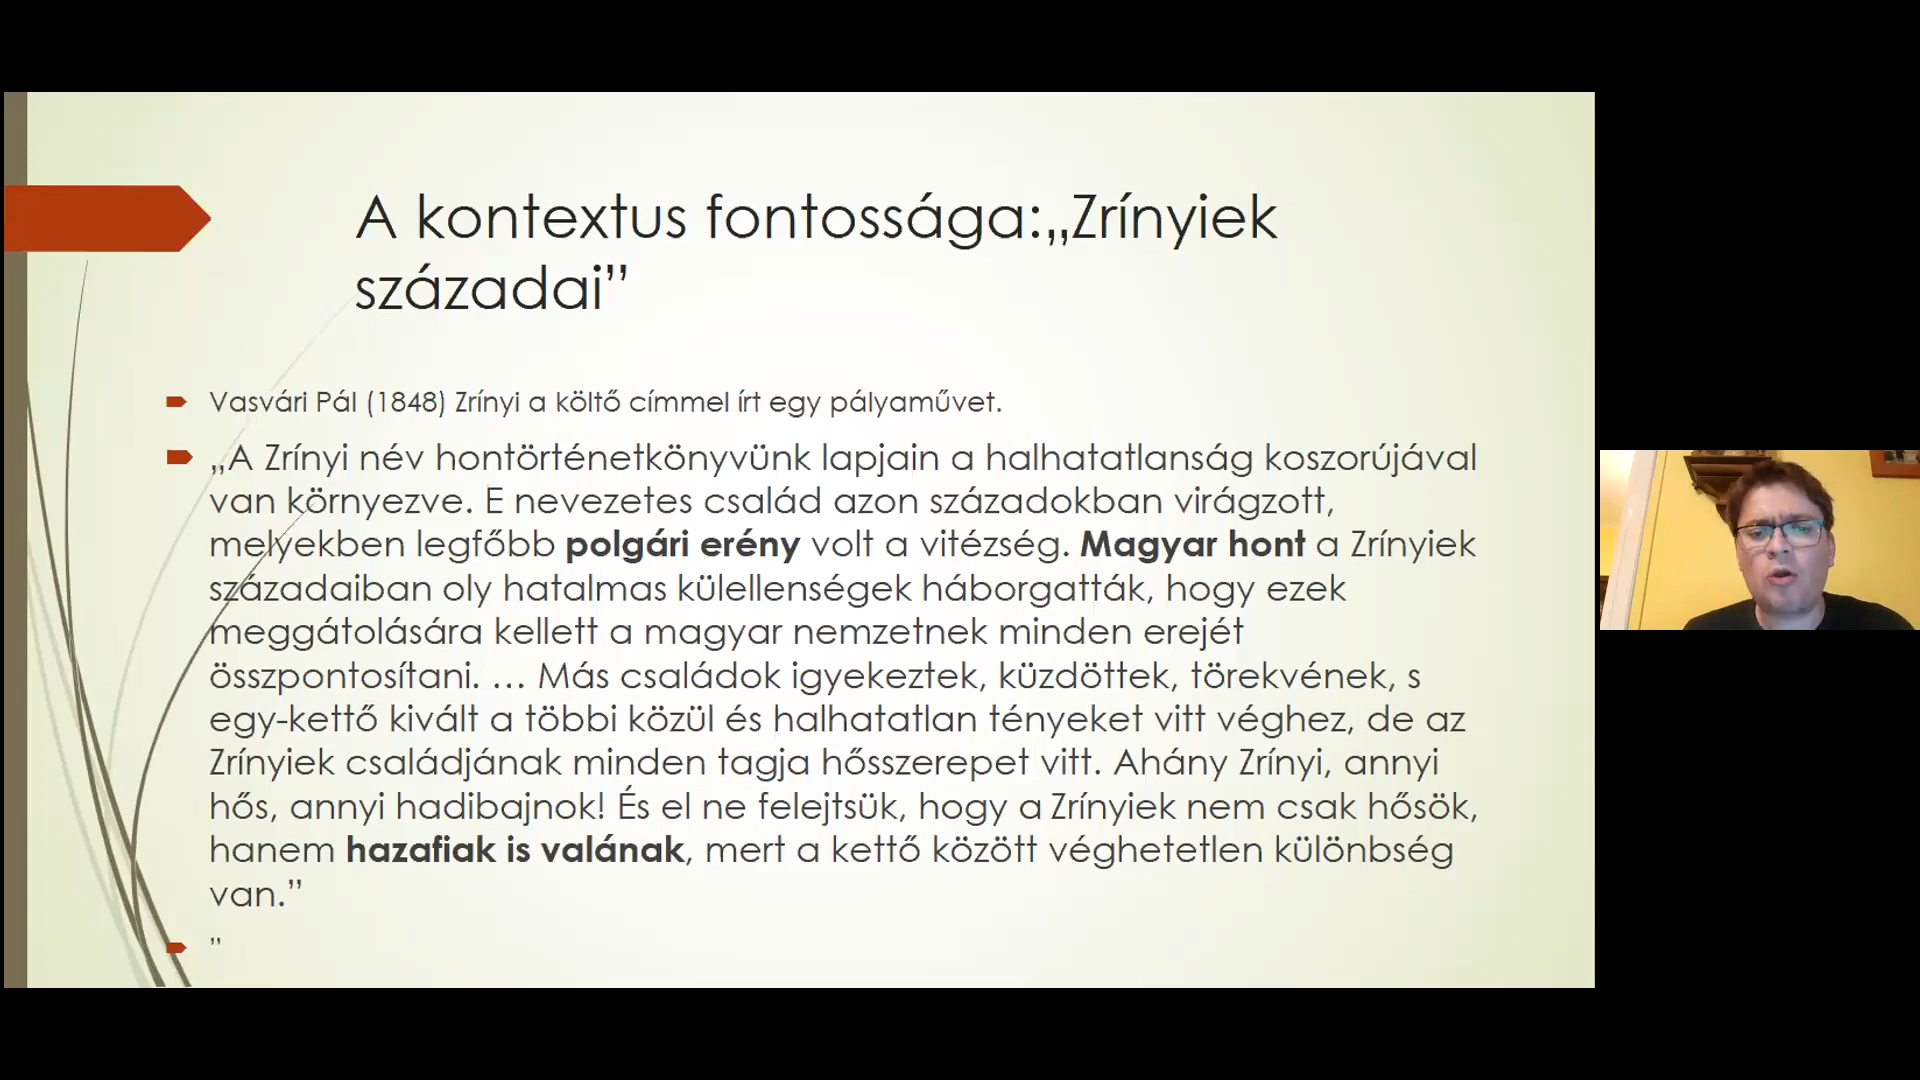 A kontextus fontossága:„Zrínyiek
századai”
Vasvári Pál (1848) Zrínyi a költő címmel írt egy pályaművet.
„A Zrínyi név hontörténetkönyvünk lapjain a halhatatlanság koszorújával
van környezve. E nevezetes család azon századokban virágzott,
melyekben legfőbb polgári erény volt a vitézség. Magyar hont a Zrínyiek
századaiban oly hatalmas külellenségek háborgatták, hogy ezek
meggátolására kellett a magyar nemzetnek minden erejét
összpontosítani. … Más családok igyekeztek, küzdöttek, törekvének, s
egy-kettő kivált a többi közül és halhatatlan tényeket vitt véghez, de az
Zrínyiek családjának minden tagja hősszerepet vitt. Ahány Zrínyi, annyi
hős, annyi hadibajnok! És el ne felejtsük, hogy a Zrínyiek nem csak hősök,
hanem hazafiak is valának, mert a kettő között véghetetlen különbség
van.”
”